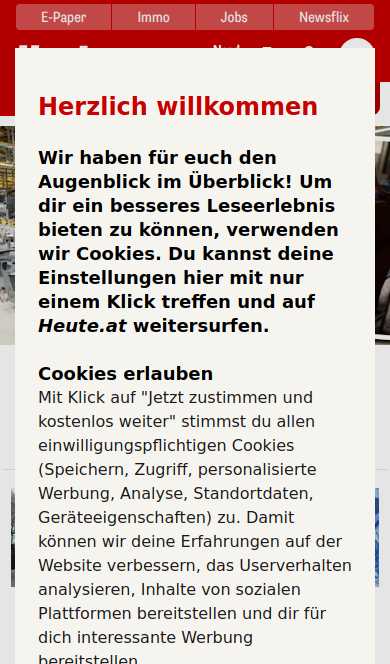 E-Paper Immo Jobs Newsflix
Herzlich willkommen
Wir haben für euch den
Augenblick im Überblick! Um
dir ein besseres Leseerlebnis
bieten zu können, verwenden
wir Cookies. Du kannst deine
Einstellungen hier mit nur
einem Klick treffen und auf
Heute.at weitersurfen.
Cookies erlauben
Mit Klick auf "Jetzt zustimmen und
kostenlos weiter" stimmst du allen
einwilligungspflichtigen Cookies
(Speichern, Zugriff, personalisierte
Werbung, Analyse, Standortdaten,
Geräteeigenschaften) zu. Damit
können wir deine Erfahrungen auf der
Website verbessern, das Userverhalten
analysieren, Inhalte von sozialen
Plattformen bereitstellen und dir für
dich interessante Werbung
bereitstellen